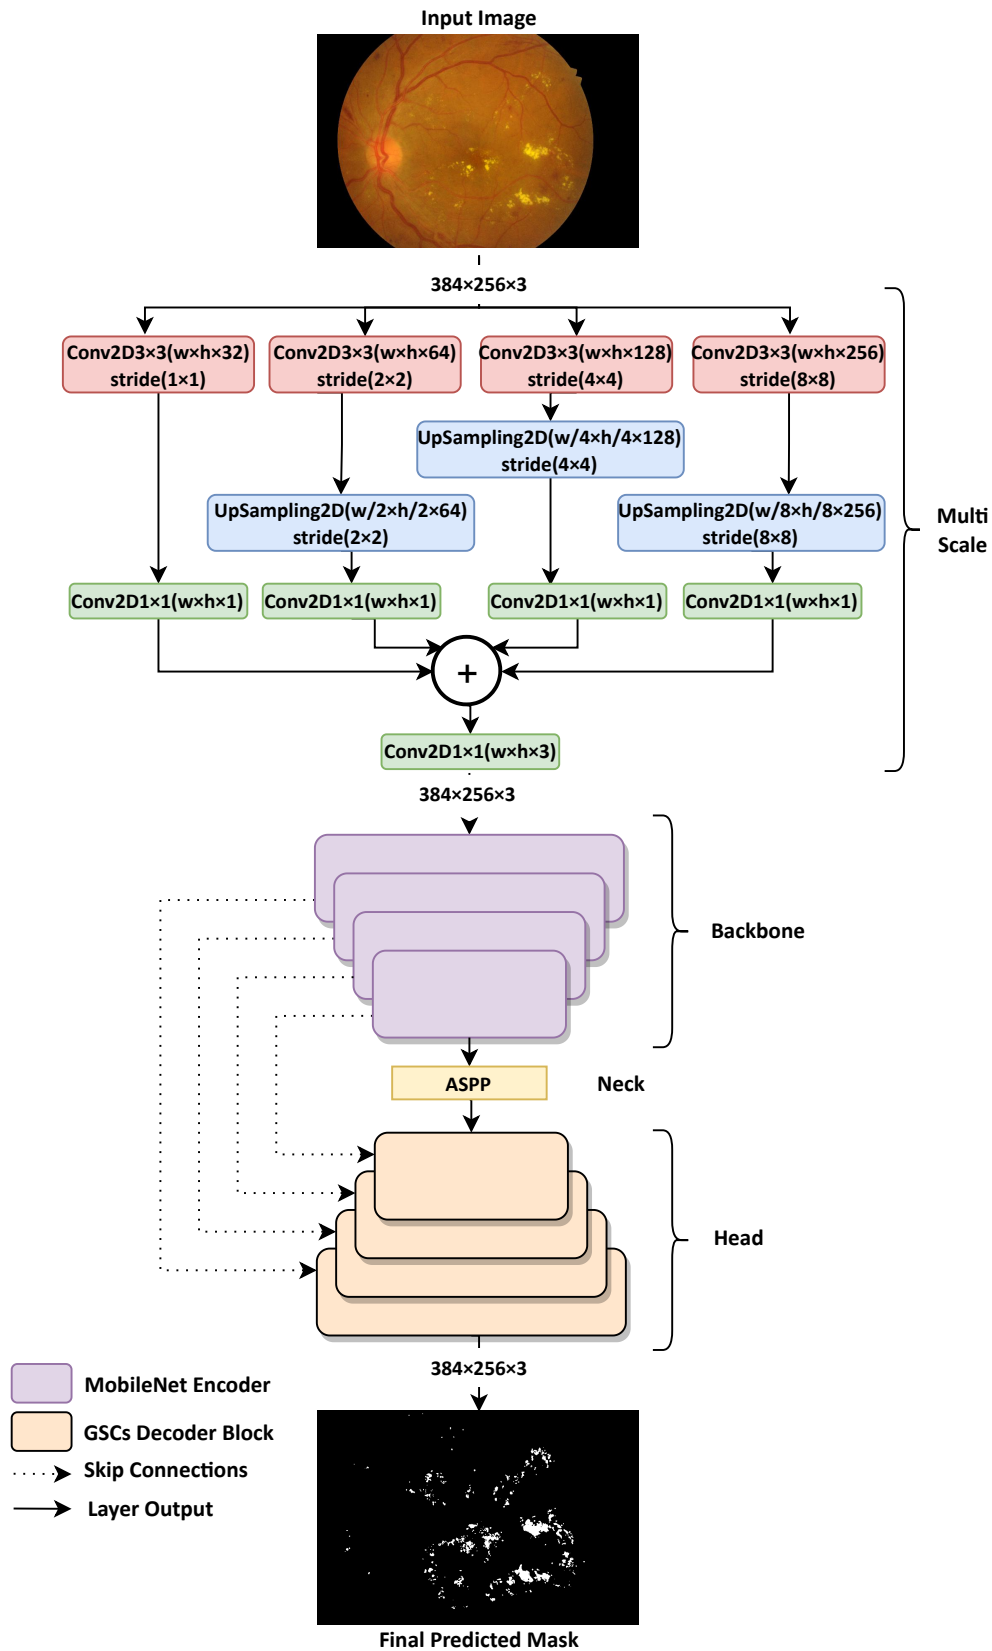 Input Image
384×256×3
Conv2D3×3(w×h×32)
stride(1×1)
Conv2D3×3(w×h×64)
stride(2×2)
Conv2D3×3(w×h×128)
stride(4×4)
Conv2D3×3(w×h×256)
stride(8×8)
UpSampling2D(w/4×h/4×128)
stride(4×4)
UpSampling2D(w/2×h/2×64)
stride(2×2)
UpSampling2D(w/8×h/8×256)
stride(8×8)
Multi
Scale
Conv2D1×1(w×h×1)
Conv2D1×1(w×h×1)
Conv2D1×1(w×h×1)
Conv2D1×1(w×h×1)
+
Conv2D1×1(w×h×3)
384×256×3
Backbone
ASPP
Neck
Head
384×256×3
MobileNet Encoder
GSCs Decoder Block
Skip Connections
Layer Output
Final Predicted Mask